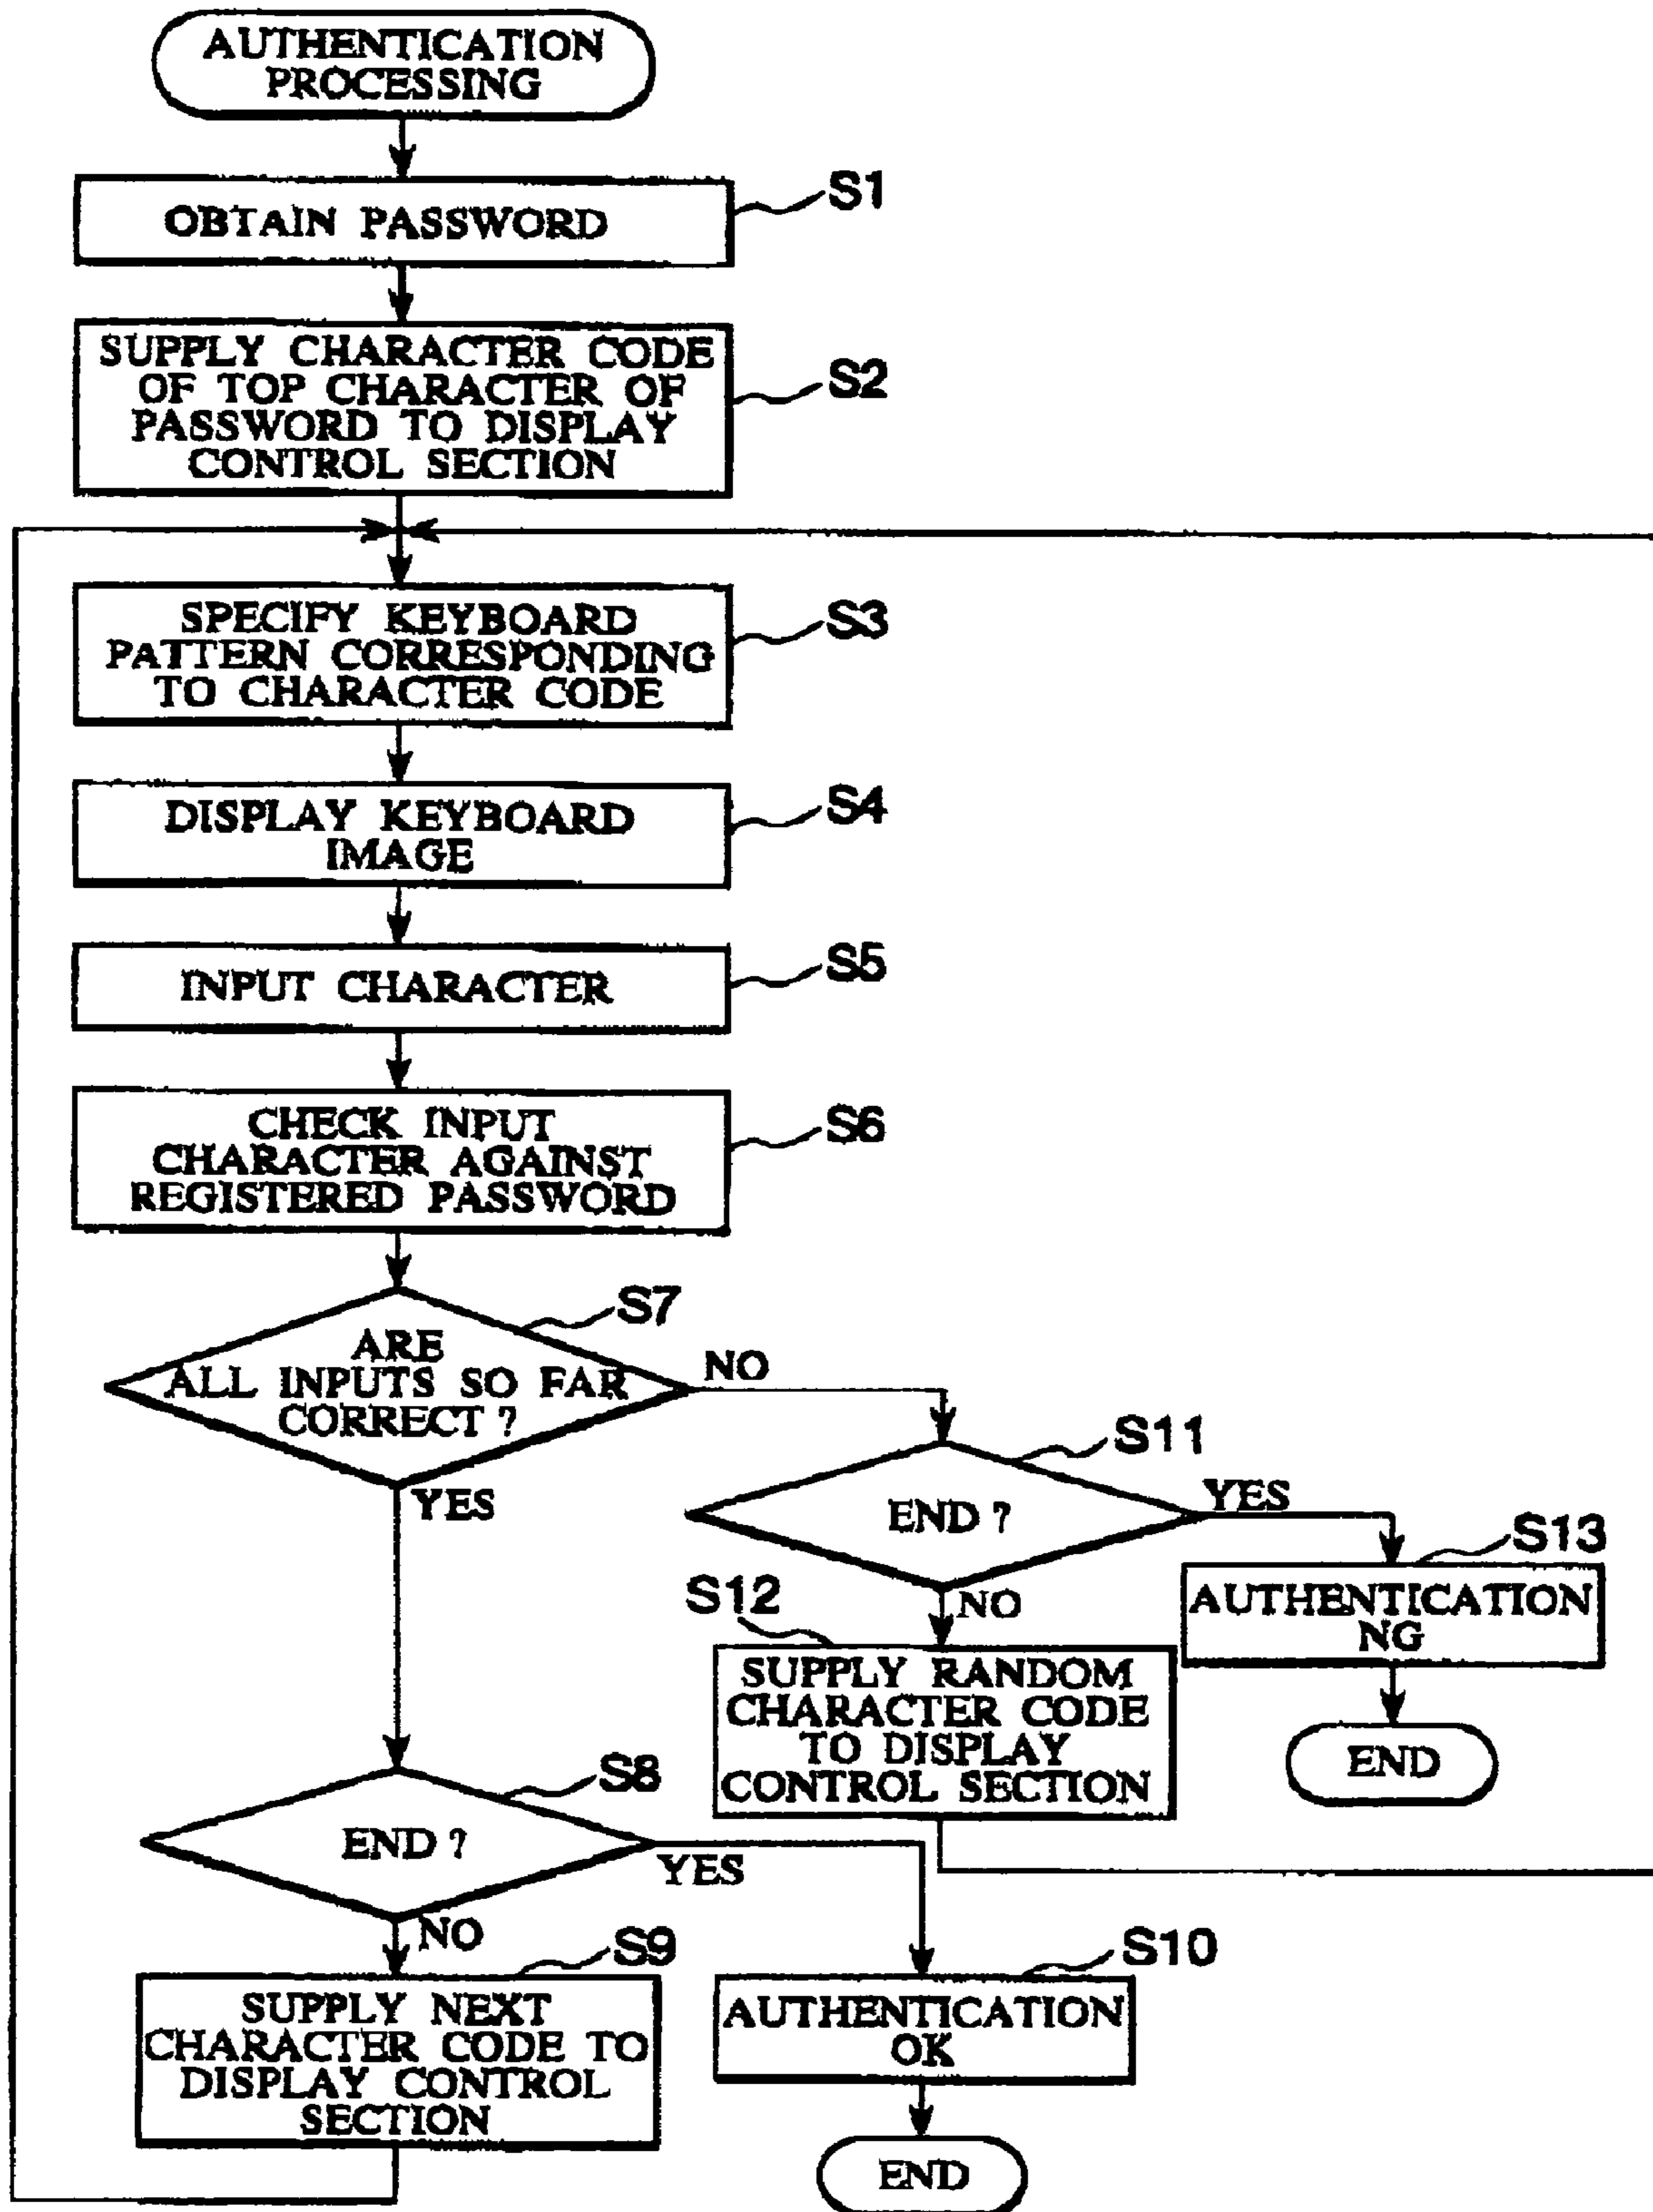 AUTHENTICATION
PROCESSING
OBTAIN PASSWORD
S1
SUPPLY CHARACTER CODE
OF TOP CHARACTER OF
PASSWORD TO DISPLAY
CONTROL SECTION
S2
SPECIFY KEYBOARD
PATTERN CORRESPONDING
TO CHARACTER CODE
S3
DISPLAY KEYBOARD
IMAGE
S4
INPUT CHARACTER
S5
CHECK INPUT
CHARACTER AGAINST
REGISTERED PASSWORD
S6
ARE
ALL INPUTS SO FAR
CORRECT ?
S7
NO
YES
END ?
S11
YES
NO
S13
AUTHENTICATION
NG
END
S12
SUPPLY RANDOM
CHARACTER CODE
TO DISPLAY
CONTROL SECTION
END ?
S8
YES
NO
S9
SUPPLY NEXT
CHARACTER CODE TO
DISPLAY CONTROL
SECTION
S10
AUTHENTICATION
OK
END